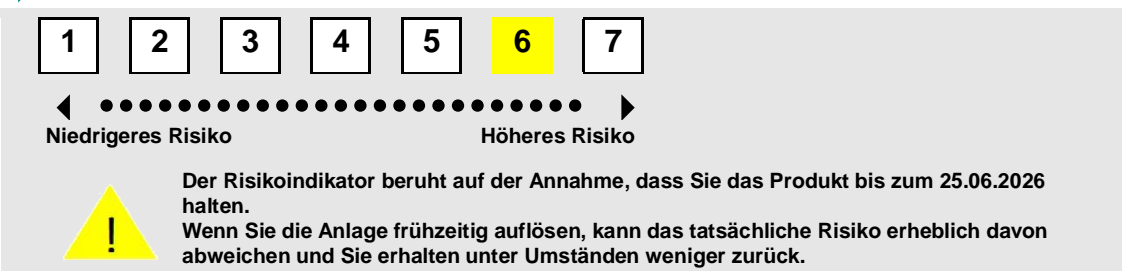 1 2 3 4 5 6 7
Niedrigeres Risiko Höheres Risiko
Der Risikoindikator beruht auf der Annahme, dass Sie das Produkt bis zum 25.06.2026
halten.
!
Wenn Sie die Anlage frühzeitig auflösen, kann das tatsächliche Risiko erheblich davon
abweichen und Sie erhalten unter Umständen weniger zurück.